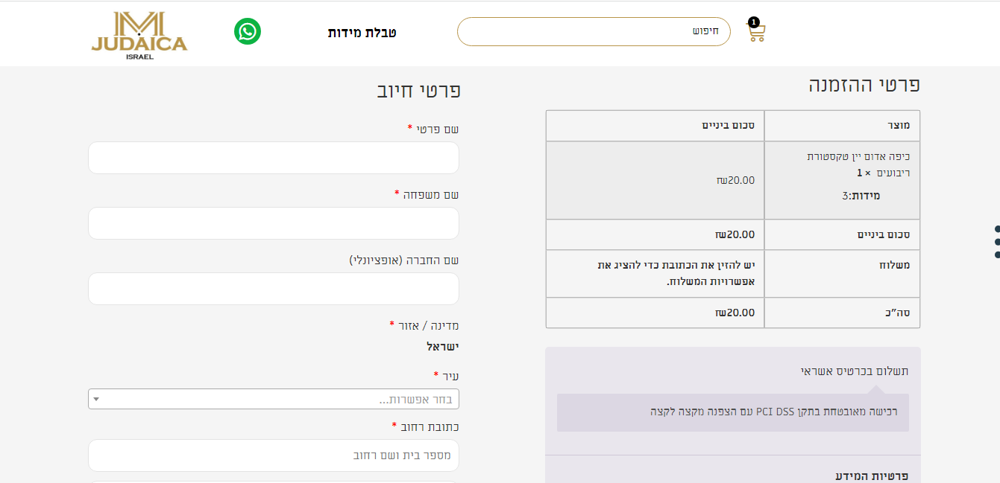 1
חיפוש
טבלת מידות
M
JUDAICA
ISRAEL
פרטי ההזמנה
מוצר
סכום ביניים
כיפה אדום יין טקסטורת
ריבועים × 1
מידות:3
₪20.00
סכום ביניים
₪20.00
משלוח
יש להזין את הכתובת כדי להציג את
אפשרויות המשלוח.
סה"כ
₪20.00
תשלום בכרטיס אשראי
רכישה מאובטחת בתקן PCI DSS עם הצפנה מקצה לקצה
פרטיות המידע
פרטי חיוב
שם פרטי *
שם משפחה *
שם החברה (אופציונלי)
מדינה / אזור *
ישראל
עיר *
בחר אפשרות...
כתובת רחוב *
מספר בית ושם רחוב